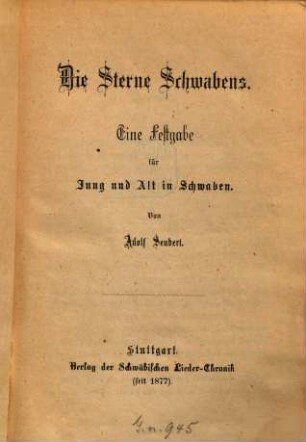 Die Sterne Schwabens.
Eine Festgabe
für
Jung und Alt in Schwaben.
Von
Adolf Seubert.
Stuttgart.
Verlag der Schwäbischen Lieder-Chronik
(seit 1877).
945